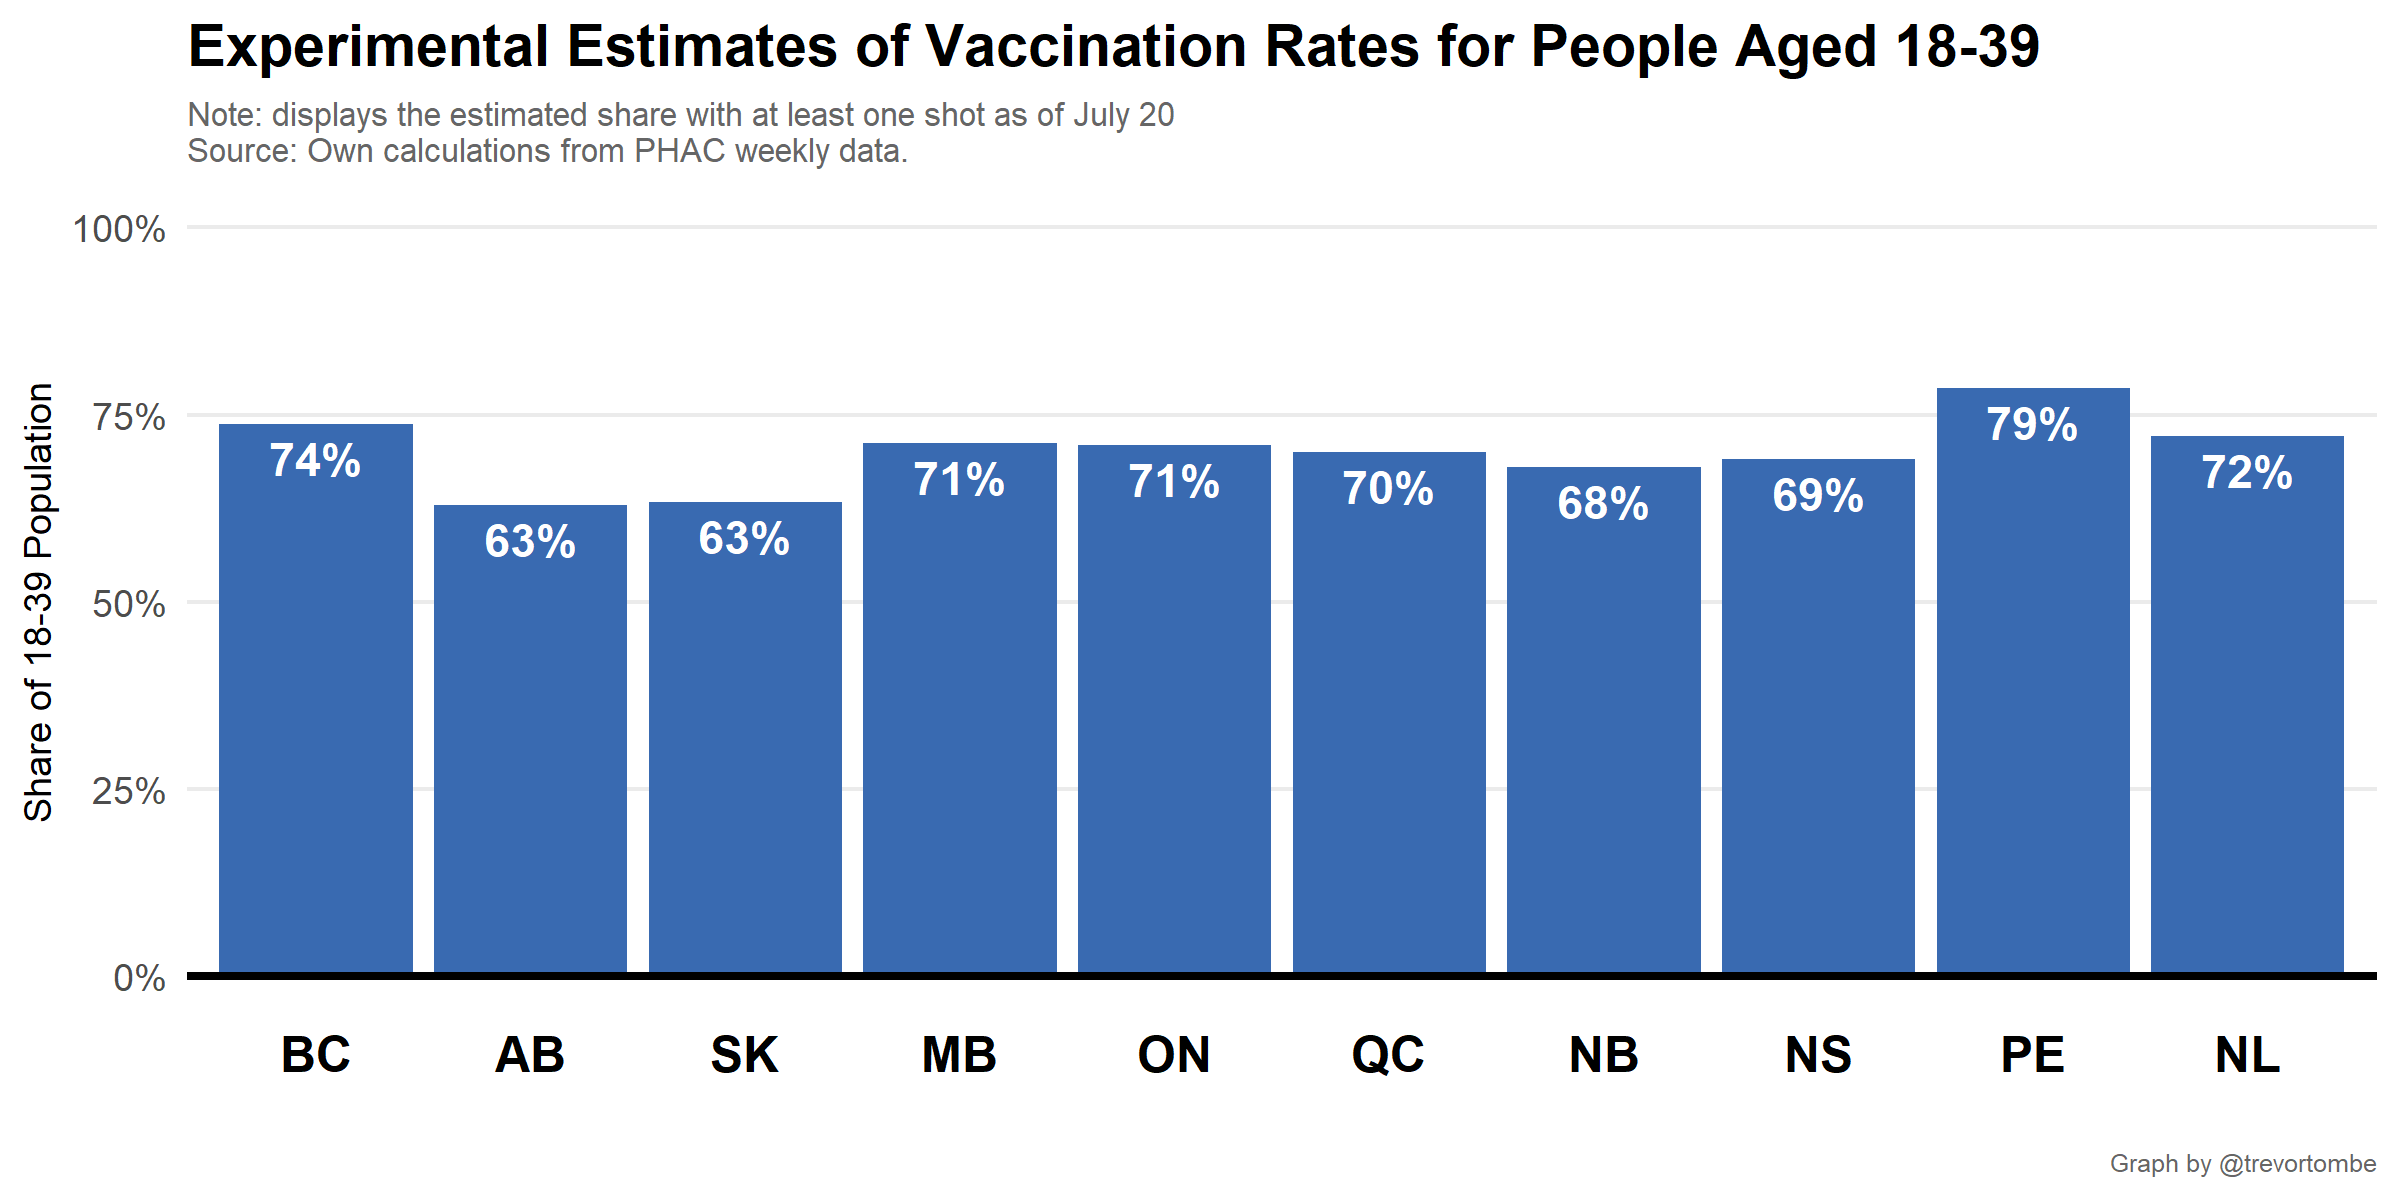 Experimental Estimates of Vaccination Rates for People Aged 18-39
Note: displays the estimated share with at least one shot as of July 20
Source: Own calculations from PHAC weekly data.
Share of 18-39 Population
100%
75%
50%
25%
0%
74%
63%
63%
71%
71%
70%
68%
69%
79%
72%
BC
AB
SK
MB
ON
QC
NB
NS
PE
NL
Graph by @trevortombe